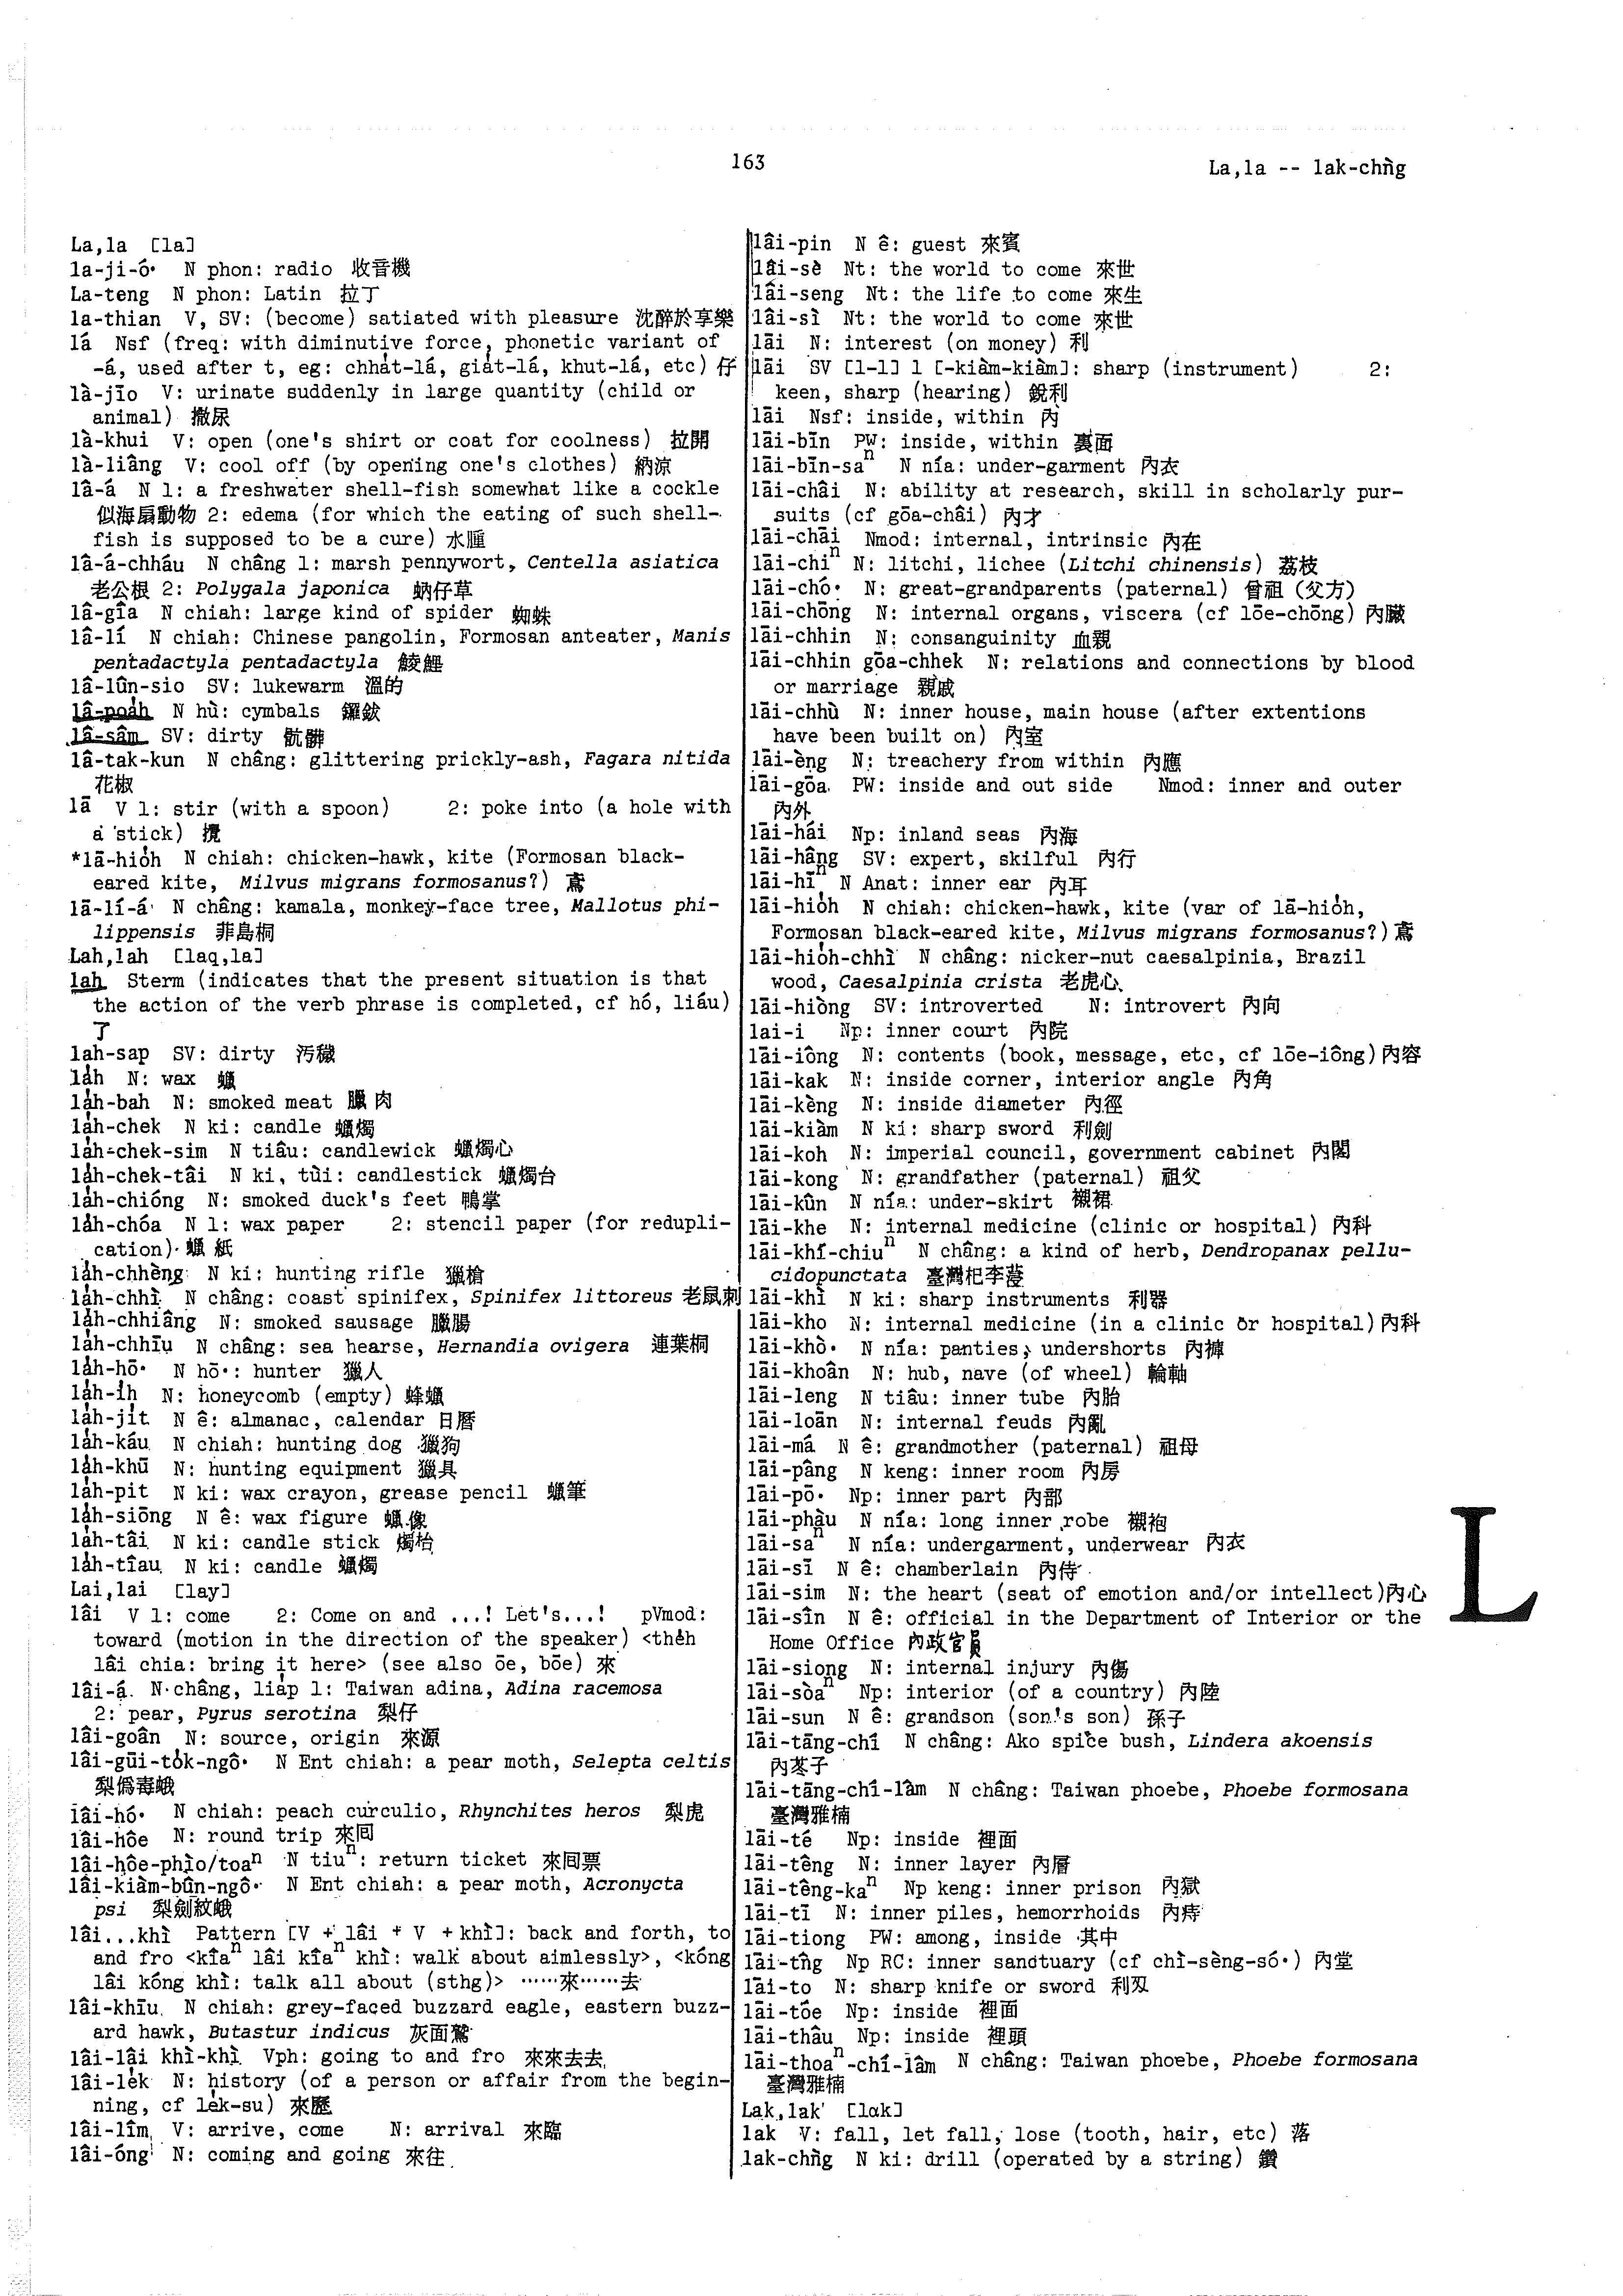 163
La,la -- lak-chǹg
La,la [la]
la-ji-ó· N phon: radio 收音機
La-teng N phon: Latin 拉丁
la-thian V, SV: (become) satiated with pleasure 沈醉於享樂
lá Nsf (freq: with diminutive force, phonetic variant of
-á, used after t, eg: chha̍t-lá, gia̍t-lá, khut-lá, etc) 仔
là-jīo V: urinate suddenly in large quantity (child or
animal) 撒尿
là-khui V: open (one's shirt or coat for coolness) 拉開
là-liâng V: cool off (by opening one's clothes) 納涼
lâ-á N 1: a freshwater shell-fish somewhat like a cockle
似海扇動物 2: edema (for which the eating of such shell-
fish is supposed to be a cure) 水腫
lâ-á-chháu N châng 1: marsh pennywort, Centella asiatica
老公根 2: Polygala japonica 蚋仔草
lâ-gîa N chiah: large kind of spider 蜘蛛
lâ-lí N chiah: Chinese pangolin, Formosan anteater, Manis
pentadactyla pentadactyla 鯪鯉
lâ-lûn-sio SV: lukewarm 溫的
lâ-poa̍h N hù: cymbals 鑼鈸
lâ-sâm SV: dirty 骯髒
lâ-tak-kun N châng: glittering prickly-ash, Fagara nitida
花椒
lā V 1: stir (with a spoon) 2: poke into (a hole with
a stick) 攪
*lā-hio̍h N chiah: chicken-hawk, kite (Formosan black-
eared kite, Milvus migrans formosanus?) 鳶
lā-lí-á N châng: kamala, monkey-face tree, Mallotus phi-
lippensis 菲島桐
Lah,lah [laq,la]
lah Sterm (indicates that the present situation is that
the action of the verb phrase is completed, cf hó, liáu)
了
lah-sap SV: dirty 污穢
la̍h N: wax 蠟
la̍h-bah N: smoked meat 臘肉
la̍h-chek N ki: candle 蠟燭
la̍h-chek-sim N tiâu: candlewick 蠟燭心
la̍h-chek-tâi N ki, tùi: candlestick 蠟燭台
la̍h-chióng N: smoked duck's feet 鴨掌
la̍h-chóa N 1: wax paper 2: stencil paper (for redupli-
cation) 蠟紙
la̍h-chhèng N ki: hunting rifle 獵槍
la̍h-chhì N châng: coast spinifex, Spinifex littoreus 老鼠刺
la̍h-chhiâng N: smoked sausage 臘腸
la̍h-chhīu N châng: sea hearse, Hernandia ovigera 連葉桐
la̍h-hō· N hō·: hunter 獵人
la̍h-i̍h N: honeycomb (empty) 蜂蠟
la̍h-ji̍t N ê: almanac, calendar 日曆
la̍h-káu N chiah: hunting dog 獵狗
la̍h-khū N: hunting equipment 獵具
la̍h-pit N ki: wax crayon, grease pencil 蠟筆
la̍h-siōng N ê: wax figure 蠟像
la̍h-tâi N ki: candle stick 燭枱
la̍h-tîau N ki: candle 蠟燭
Lai,lai [lay]
lâi V 1: come 2: Come on and ...! Let's...! pVmod:
toward (motion in the direction of the speaker) <the̍h
lâi chia: bring it here> (see also ōe, bōe) 來
lâi-á N châng, lia̍p 1: Taiwan adina, Adina racemosa
2: pear, Pyrus serotina 梨仔
lâi-goân N: source, origin 來源
lâi-gūi-to̍k-ngô· N Ent chiah: a pear moth, Selepta celtis
梨僞毒蛾
lâi-hó· N chiah: peach curculio, Rhynchites heros 梨虎
lâi-hôe N: round trip 來回
lâi-hôe-phìo/toaⁿ N tiuⁿ: return ticket 來回票
lâi-kiàm-bûn-ngô· N Ent chiah: a pear moth, Acronycta
psi 梨劍紋蛾
lâi...khì Pattern [V + lâi + V + khì]: back and forth, to
and fro <kîaⁿ lâi kîaⁿ khì: walk about aimlessly>, <kóng
lâi kóng khì: talk all about (sthg)> ……來……去
lâi-khīu N chiah: grey-faced buzzard eagle, eastern buzz-
ard hawk, Butastur indicus 灰面鷲
lâi-lâi khì-khì Vph: going to and fro 來來去去
lâi-le̍k N: history (of a person or affair from the begin-
ning, cf le̍k-su) 來歷
lâi-lîm V: arrive, come N: arrival 來臨
lâi-óng N: coming and going 來往
lâi-pin N ê: guest 來賓
lâi-sè Nt: the world to come 來世
lâi-seng Nt: the life to come 來生
lâi-sì Nt: the world to come 來世
lāi N: interest (on money) 利
lāi SV [l-l] 1 [-kiàm-kiàm]: sharp (instrument) 2:
keen, sharp (hearing) 銳利
lāi Nsf: inside, within 內
lāi-bīn PW: inside, within 裏面
lāi-bīn-saⁿ N nía: under-garment 內衣
lāi-châi N: ability at research, skill in scholarly pur-
suits (cf gōa-châi) 內才
lāi-chāi Nmod: internal, intrinsic 內在
lāi-chiⁿ N: litchi, lichee (Litchi chinensis) 荔枝
lāi-chó· N: great-grandparents (paternal) 曾祖 (父方)
lāi-chōng N: internal organs, viscera (cf lōe-chōng) 內臟
lāi-chhin N: consanguinity 血親
lāi-chhin gōa-chhek N: relations and connections by blood
or marriage 親戚
lāi-chhù N: inner house, main house (after extentions
have been built on) 內室
lāi-èng N: treachery from within 內應
lāi-gōa PW: inside and out side Nmod: inner and outer
內外
lāi-hái Np: inland seas 內海
lāi-hâng SV: expert, skilful 內行
lāi-hīⁿ N Anat: inner ear 內耳
lāi-hio̍h N chiah: chicken-hawk, kite (var of lā-hio̍h,
Formosan black-eared kite, Milvus migrans formosanus?) 鳶
lāi-hio̍h-chhì N châng: nicker-nut caesalpinia, Brazil
wood, Caesalpinia crista 老虎心
lāi-hiòng SV: introverted N: introvert 內向
lai-i Np: inner court 內院
lāi-iông N: contents (book, message, etc, cf lōe-iông) 內容
lāi-kak N: inside corner, interior angle 內角
lāi-kèng N: inside diameter 內徑
lāi-kiàm N ki: sharp sword 利劍
lāi-koh N: imperial council, government cabinet 內閣
lāi-kong N: grandfather (paternal) 祖父
lāi-kûn N nía: under-skirt 襯裙
lāi-khe N: internal medicine (clinic or hospital) 內科
lāi-khí-chiuⁿ N châng: a kind of herb, Dendropanax pellu-
cidopunctata 臺灣杞李蔘
lāi-khì N ki: sharp instruments 利器
lāi-kho N: internal medicine (in a clinic or hospital) 內科
lāi-khò· N nía: panties, undershorts 內褲
lāi-khoân N: hub, nave (of wheel) 輪軸
lāi-leng N tiâu: inner tube 內胎
lāi-loān N: internal feuds 內亂
lāi-má N ê: grandmother (paternal) 祖母
lāi-pâng N keng: inner room 內房
lāi-pō· Np: inner part 內部
lāi-phàu N nía: long inner robe 襯袍
lāi-saⁿ N nía: undergarment, underwear 內衣
lāi-sī N ê: chamberlain 內侍
lāi-sim N: the heart (seat of emotion and/or intellect) 內心
lāi-sîn N ê: official in the Department of Interior or the
Home Office 內政官員
lāi-siong N: internal injury 內傷
lāi-sòaⁿ Np: interior (of a country) 內陸
lāi-sun N ê: grandson (son's son) 孫子
lāi-tāng-chí N châng: Ako spice bush, Lindera akoensis
內苳子
lāi-tāng-chí-lâm N châng: Taiwan phoebe, Phoebe formosana
臺灣雅楠
lāi-té Np: inside 裡面
lāi-têng N: inner layer 內層
lāi-têng-kaⁿ Np keng: inner prison 內獄
lāi-tī N: inner piles, hemorrhoids 內痔
lāi-tiong PW: among, inside 其中
lāi-tn̂g Np RC: inner sanctuary (cf chì-sèng-só·) 內堂
lāi-to N: sharp knife or sword 利刄
lāi-tóe Np: inside 裡面
lāi-thâu Np: inside 裡頭
lāi-thoaⁿ-chí-lâm N châng: Taiwan phoebe, Phoebe formosana
臺灣雅楠
Lak,lak [lak]
lak V: fall, let fall, lose (tooth, hair, etc) 落
lak-chǹg N ki: drill (operated by a string) 鑽
L